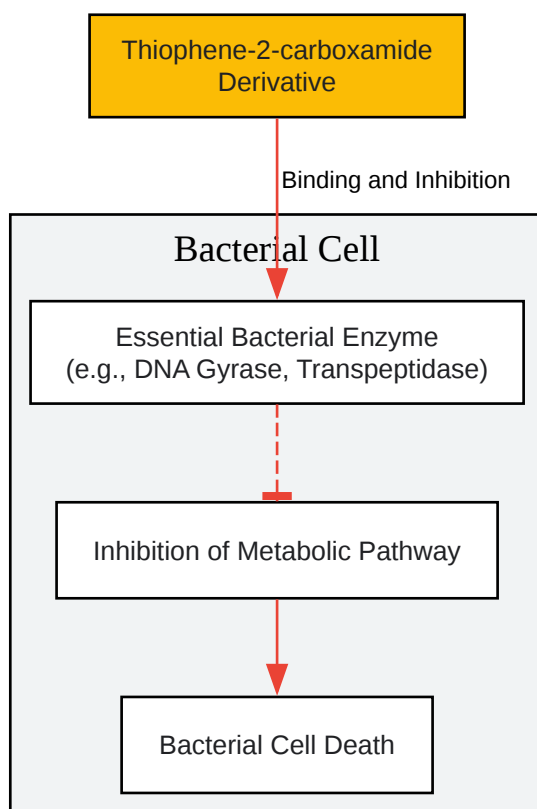 Thiophene-2-carboxamide
Derivative
Binding and Inhibition
Bacterial Cell
Essential Bacterial Enzyme
(e.g., DNA Gyrase, Transpeptidase)
Inhibition of Metabolic Pathway
Bacterial Cell Death